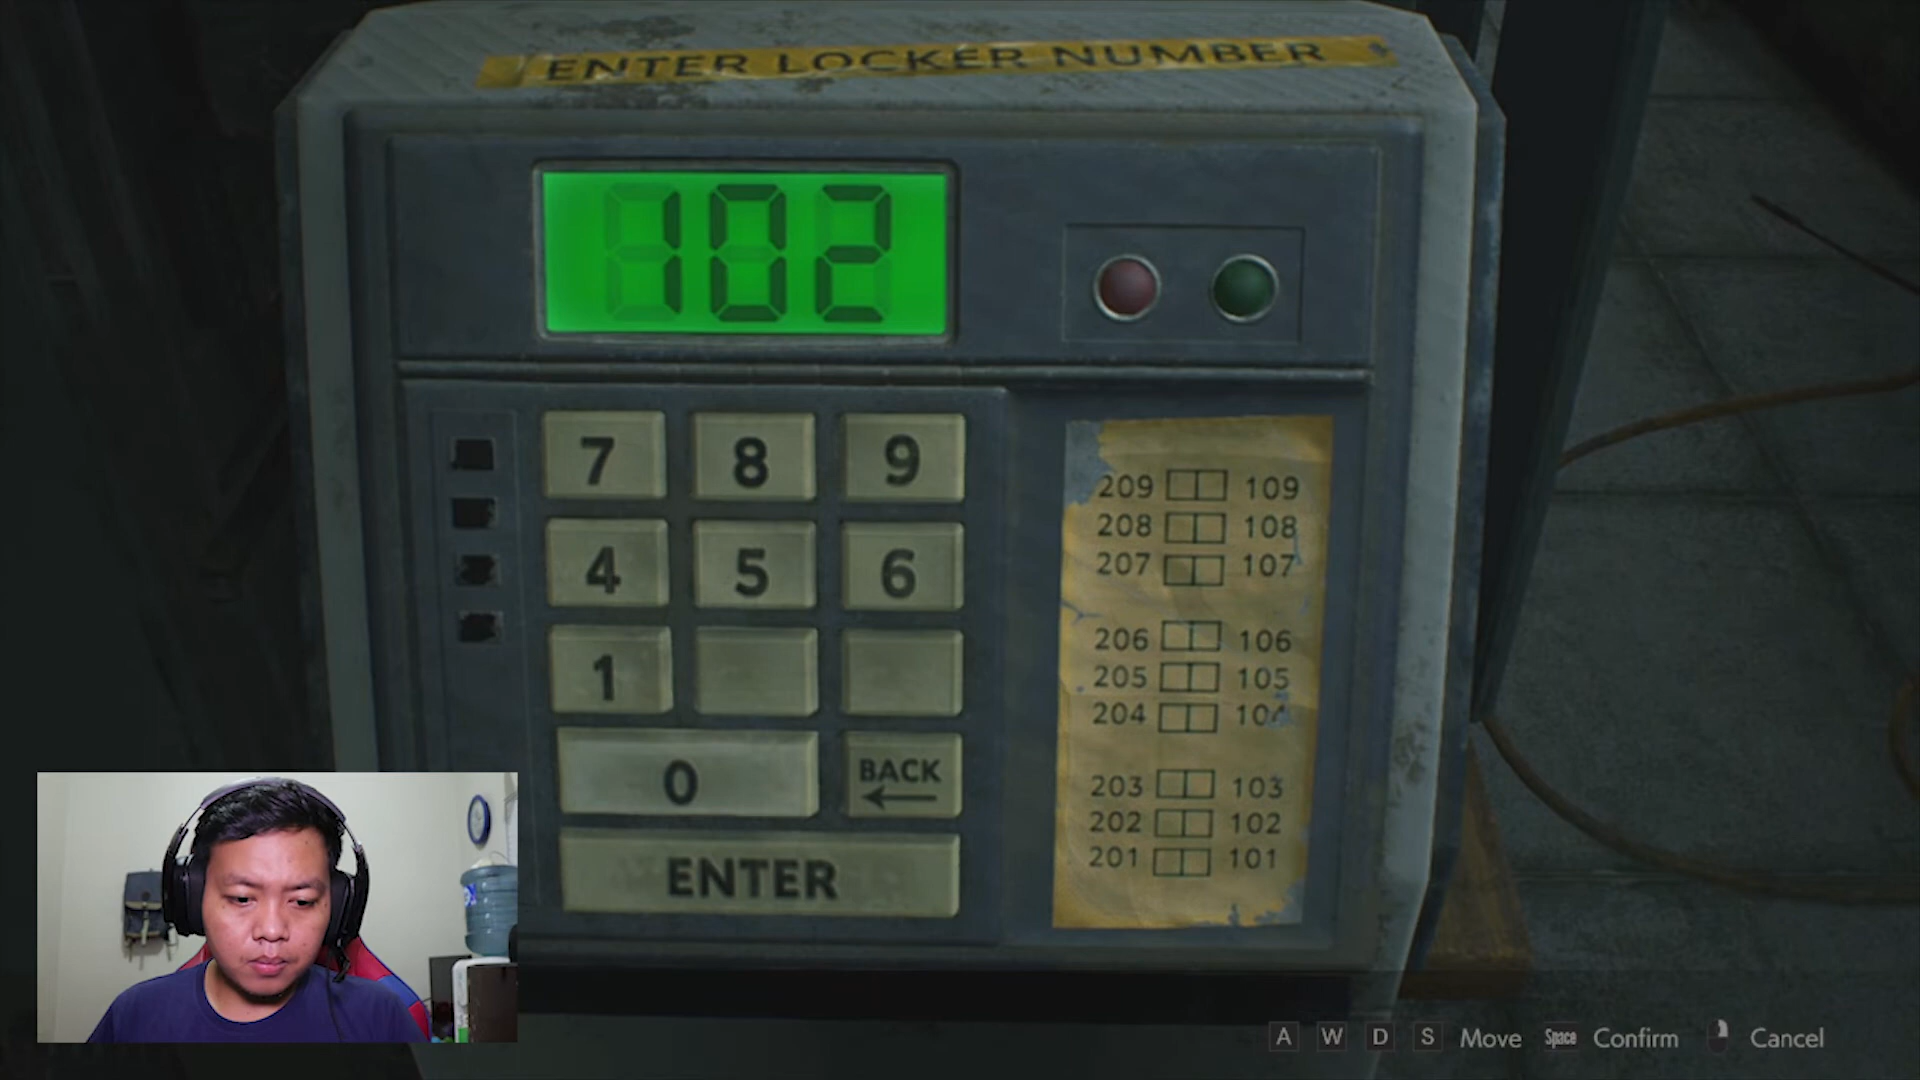 ENTER LOCKER NUMBER
102
7 8 9
4 5 6
1
0 BACK
ENTER
209 109
208 108
207 107
206 106
205 105
204 104
203 103
202 102
201 101
A W D S Move Space Confirm Cancel